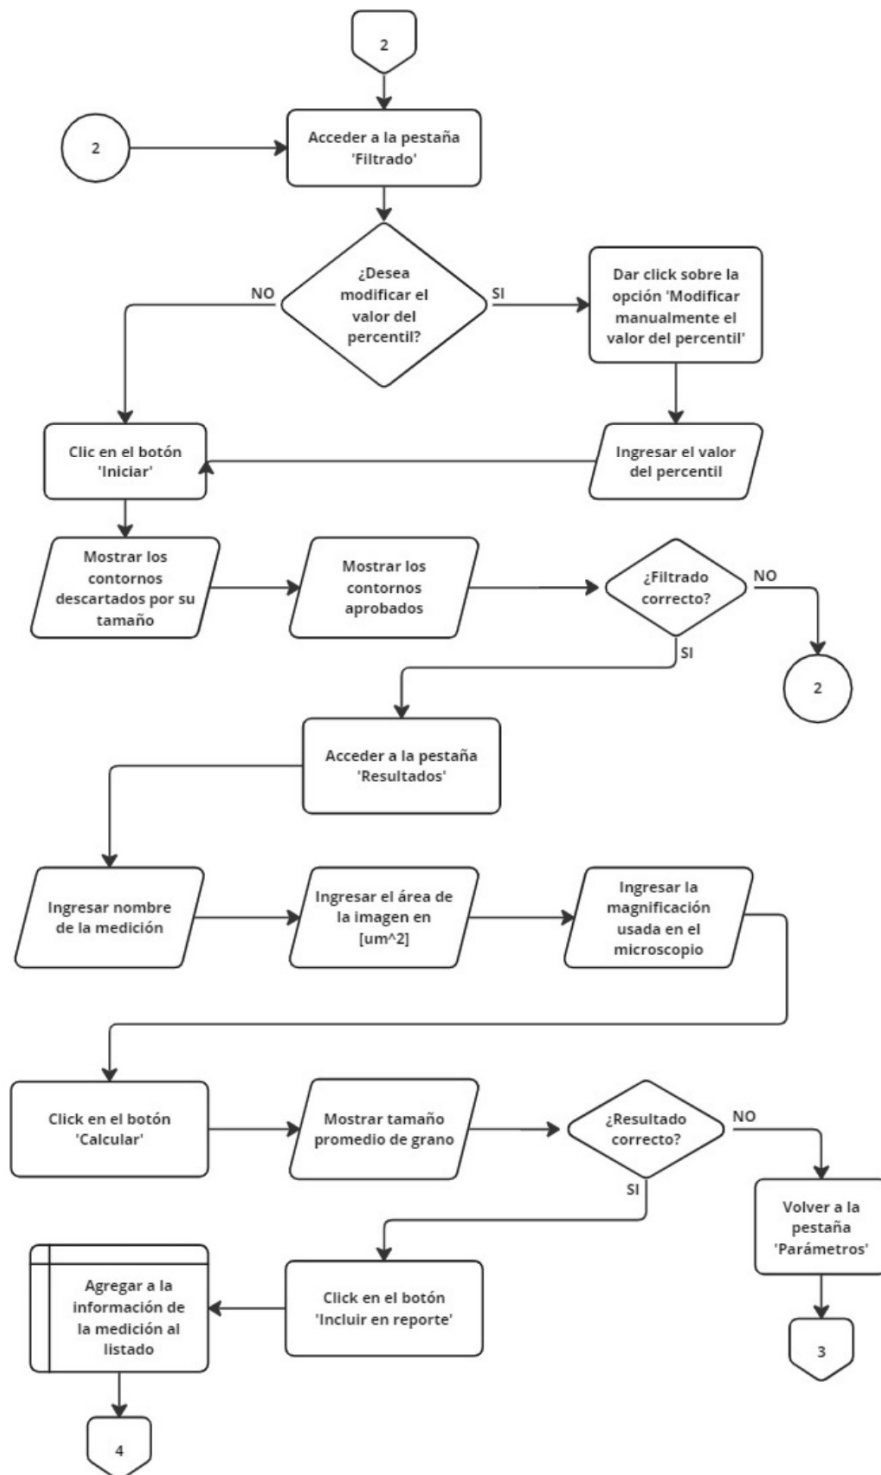 2
2
Acceder a la pestaña
'Filtrado'
¿Desea
modificar el
valor del
percentil?
NO
SI
Dar click sobre la
opción 'Modificar
manualmente el
valor del percentil'
Clic en el botón
'Iniciar'
Ingresar el valor
del percentil
Mostrar los
contornos
descartados por su
tamaño
Mostrar los
contornos
aprobados
¿Filtrado
correcto?
NO
SI
2
Acceder a la pestaña
'Resultados'
Ingresar nombre
de la medición
Ingresar el área de
la imagen en
[um^2]
Ingresar la
magnificación
usada en el
microscopio
Click en el botón
'Calcular'
Mostrar tamaño
promedio de grano
¿Resultado
correcto?
NO
SI
Volver a la
pestaña
'Parámetros'
Click en el botón
'Incluir en reporte'
Agregar a la
información de
la medición al
listado
3
4